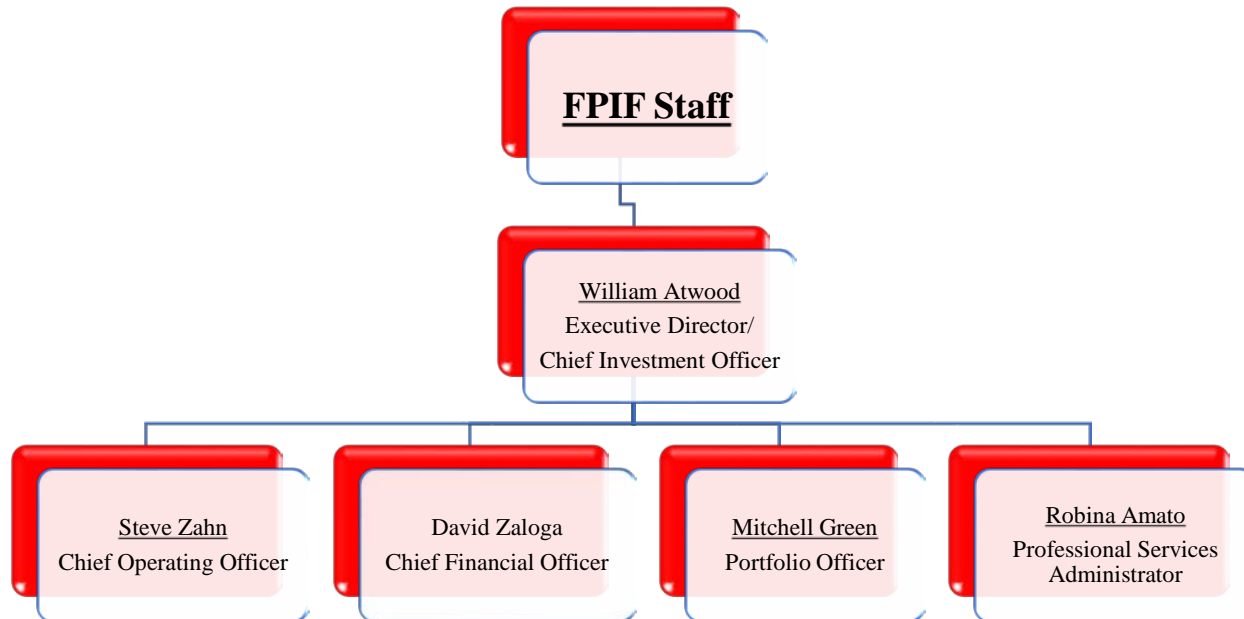 FPIF Staff
William Atwood
Executive Director/
Chief Investment Officer
Steve Zahn
Chief Operating Officer
David Zaloga
Chief Financial Officer
Mitchell Green
Portfolio Officer
Robina Amato
Professional Services
Administrator